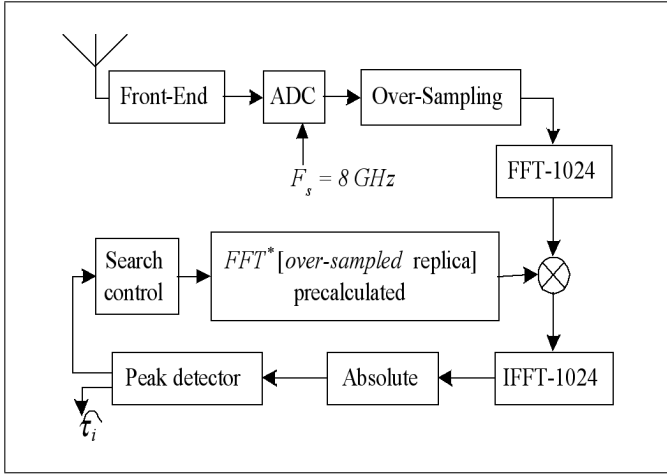 Front-End
ADC
Over-Sampling
F_s = 8 GHz
FFT-1024
Search
control
FFT* [over-sampled replica]
precalculated
Peak detector
Absolute
IFFT-1024
τ̂_i